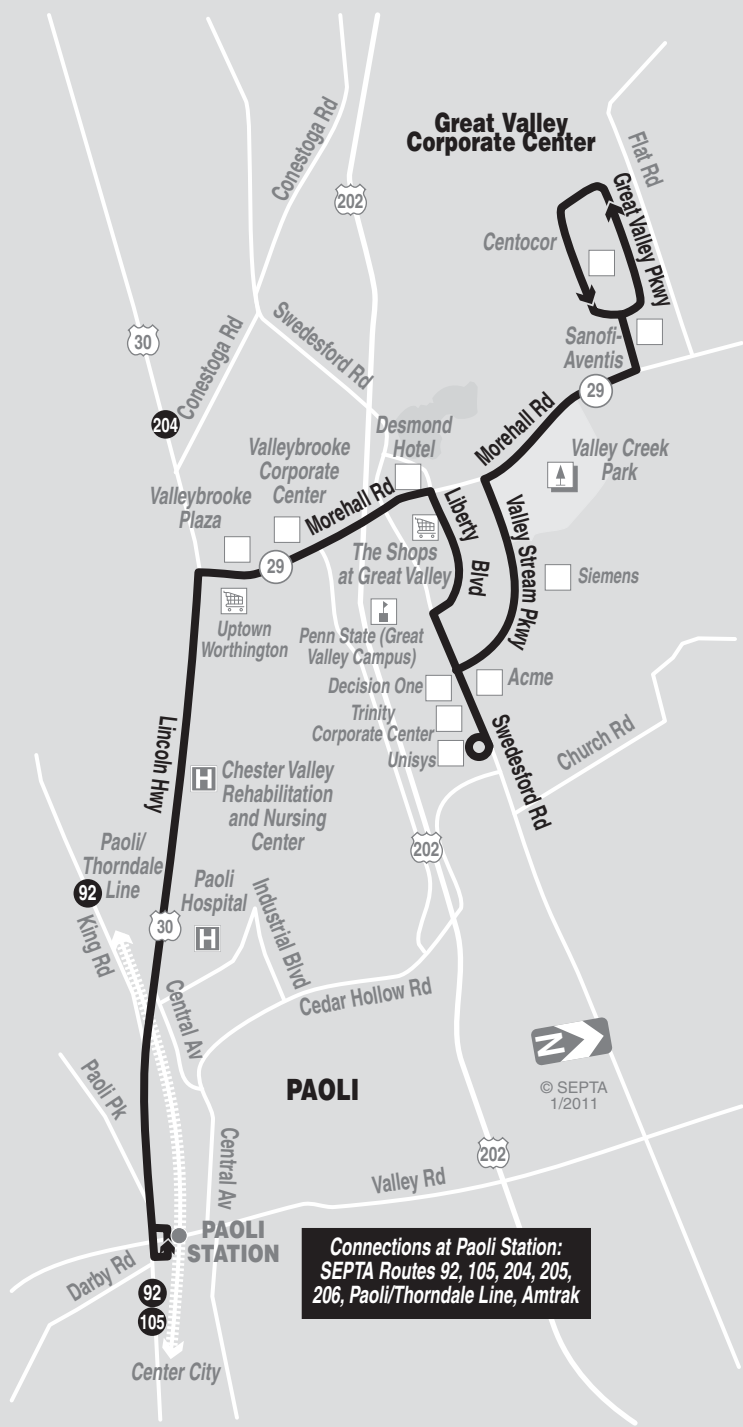 Great Valley
Corporate Center
Conestoga Rd
202
Flat Rd
Great Valley Pkwy
Centocor
30
Conestoga Rd
Swedesford Rd
Sanofi-
Aventis
29
204
Desmond
Hotel
Morehall Rd
Valley Creek
Park
Valleybrooke
Corporate
Center
Valleybrooke
Plaza
Morehall Rd
Liberty
Blvd
Valley Stream Pkwy
29
The Shops
at Great Valley
Siemens
Uptown
Worthington
Penn State (Great
Valley Campus)
Decision One
Acme
Trinity
Corporate Center
Unisys
Swedesford Rd
Church Rd
Lincoln Hwy
H
Chester Valley
Rehabilitation
and Nursing
Center
202
Paoli/
Thorndale
Line
92
Paoli
Hospital
H
Industrial Blvd
30
King Rd
Central Av
Cedar Hollow Rd
N
© SEPTA
1/2011
Paoli Pk
PAOLI
Central Av
202
Valley Rd
PAOLI
STATION
Darby Rd
Connections at Paoli Station:
SEPTA Routes 92, 105, 204, 205,
206, Paoli/Thorndale Line, Amtrak
92
105
Center City